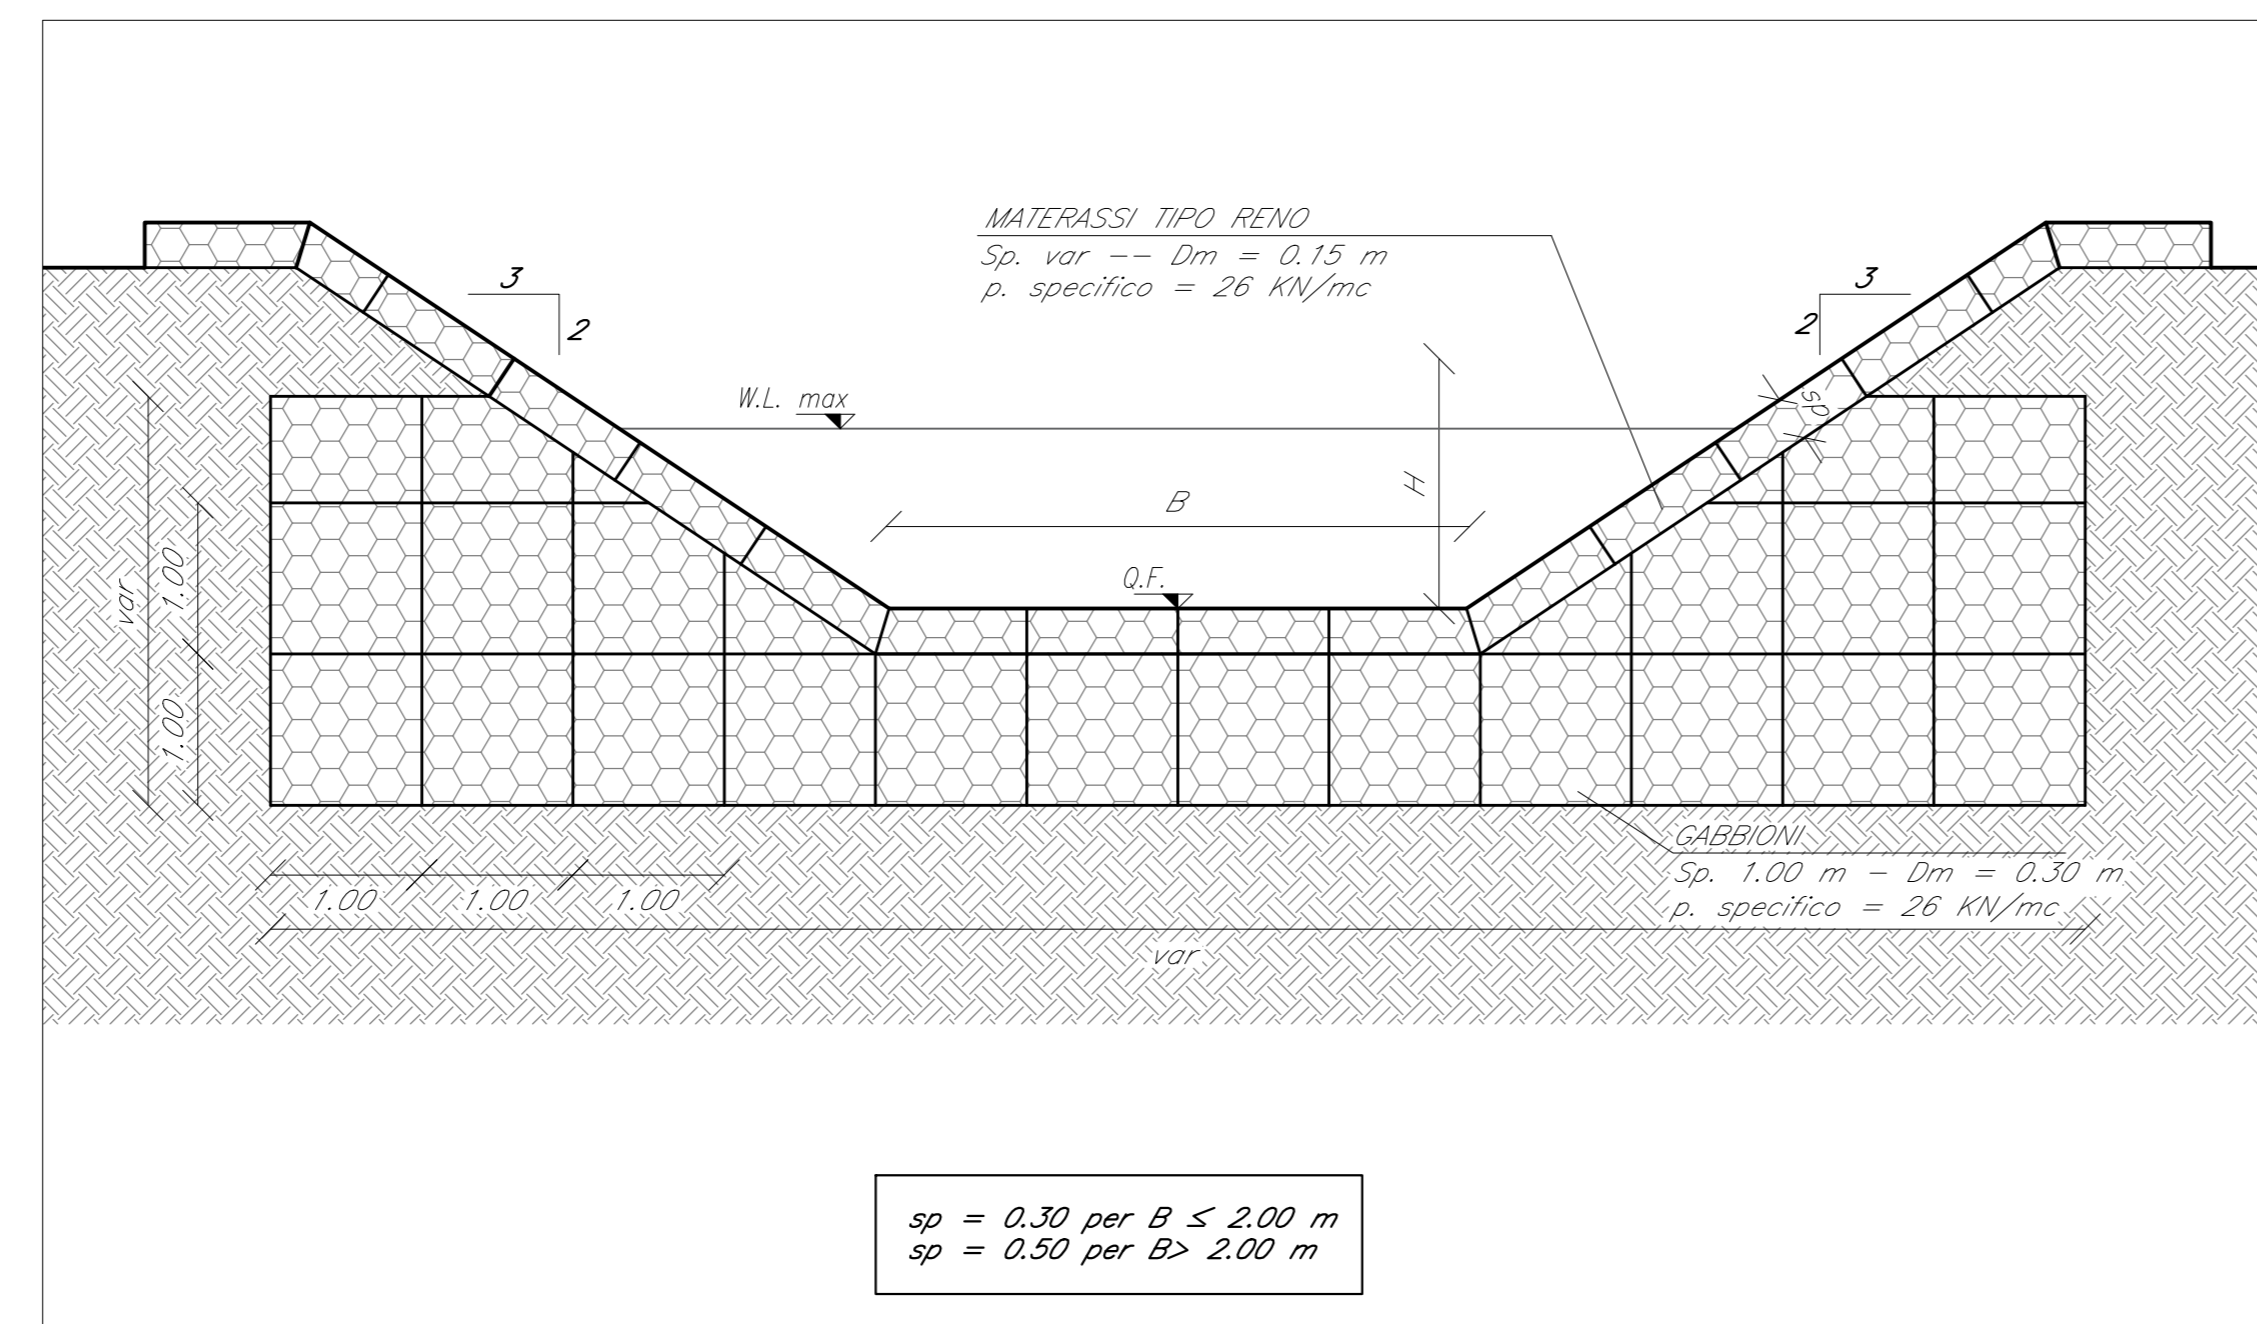 MATERASSI TIPO RENO
Sp. var -- Dm = 0.15 m
p. specifico = 26 KN/mc
3
2
3
2
W.L. max
sp
H
B
Q.F.
var
1.00
1.00
GABBIONI
Sp. 1.00 m - Dm = 0.30 m
p. specifico = 26 KN/mc
1.00
1.00
1.00
var
sp = 0.30 per B ≤ 2.00 m
sp = 0.50 per B> 2.00 m